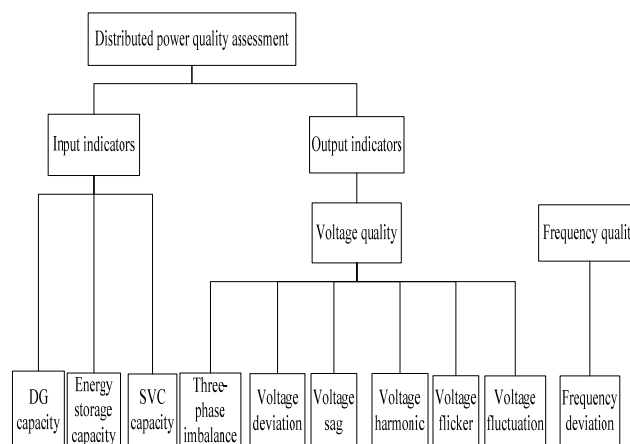 Distributed power quality assessment
Input indicators
Output indicators
Voltage quality
Frequency qualit
DG
capacity
Energy
storage
capacity
SVC
capacity
Three-
phase
imbalance
Voltage
deviation
Voltage
sag
Voltage
harmonic
Voltage
flicker
Voltage
fluctuation
Frequency
deviation